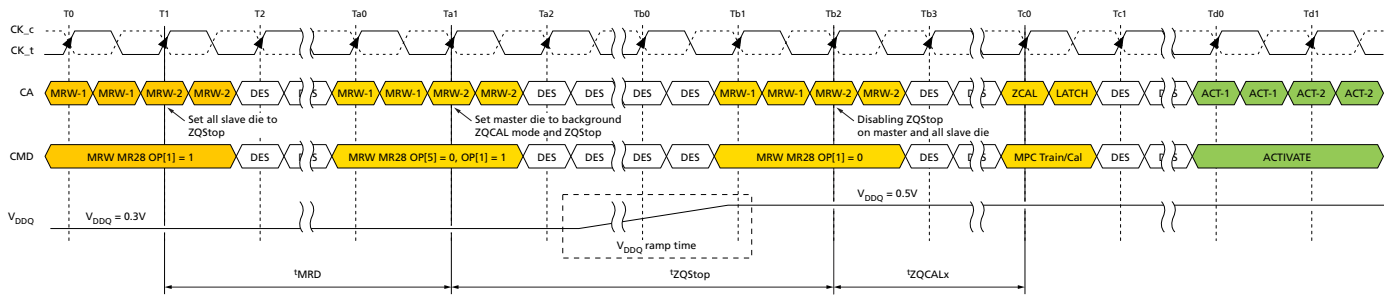 T0 T1 T2 Ta0 Ta1 Ta2 Tb0 Tb1 Tb2 Tb3 Tc0 Tc1 Td0 Td1
CK_c
CK_t
CA MRW-1 MRW-1 MRW-2 MRW-2 DES MRW-1 MRW-1 MRW-2 MRW-2 DES DES DES DES MRW-1 MRW-1 MRW-2 MRW-2 DES ZCAL LATCH DES ACT-1 ACT-1 ACT-2 ACT-2
Set all slave die to
ZQStop
Set master die to background
ZQCAL mode and ZQStop
Disabling ZQStop
on master and all slave die
CMD MRW MR28 OP[1] = 1 DES MRW MR28 OP[5] = 0, OP[1] = 1 DES DES DES DES MRW MR28 OP[1] = 0 DES MPC Train/Cal DES ACTIVATE
VDDQ VDDQ = 0.3V VDDQ = 0.5V
VDDQ ramp time
tMRD tZQStop tZQCALx